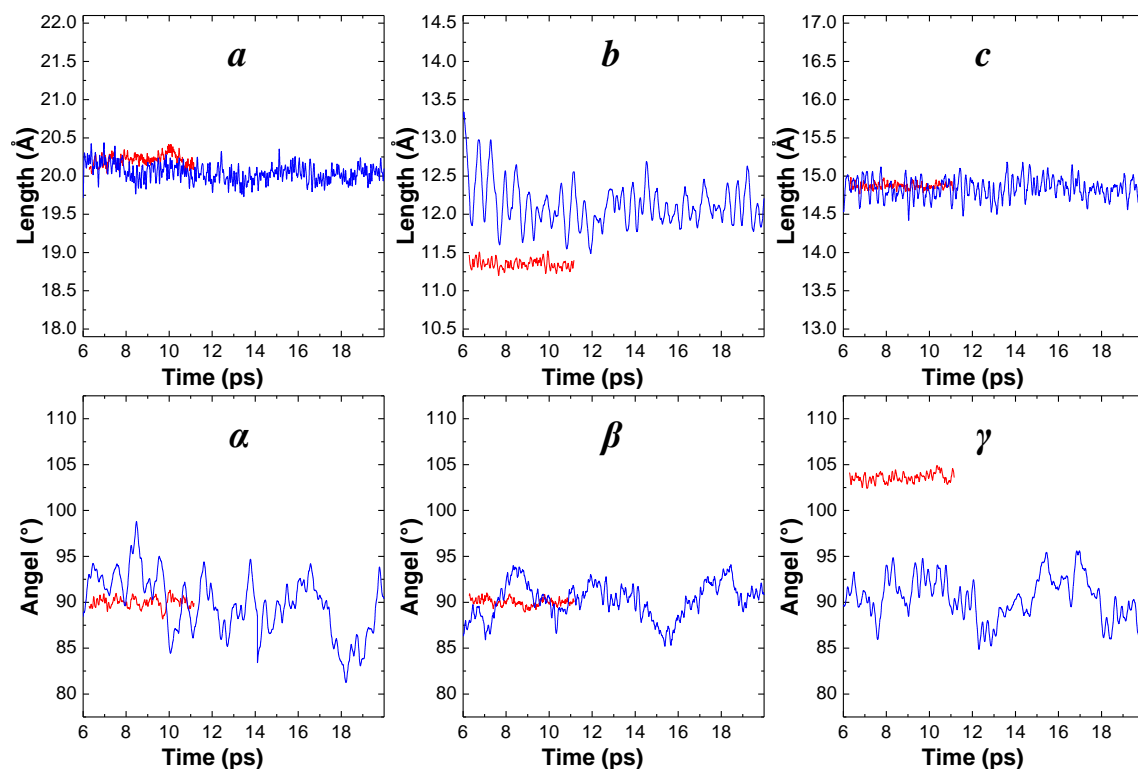 a b c
Length (Å) Length (Å) Length (Å)
22.0 14.5 17.0
21.5 14.0 16.5
21.0 13.5 16.0
20.5 13.0 15.5
20.0 12.5 15.0
19.5 12.0 14.5
19.0 11.5 14.0
18.5 11.0 13.5
18.0 10.5 13.0
6 8 10 12 14 16 18 6 8 10 12 14 16 18 6 8 10 12 14 16 18
Time (ps) Time (ps) Time (ps)
α β γ
Angel (°) Angel (°) Angel (°)
110 110 110
105 105 105
100 100 100
95 95 95
90 90 90
85 85 85
80 80 80
6 8 10 12 14 16 18 6 8 10 12 14 16 18 6 8 10 12 14 16 18
Time (ps) Time (ps) Time (ps)